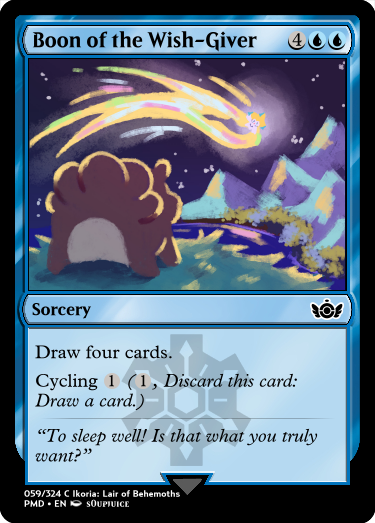 Boon of the Wish-Giver 4
Sorcery
Draw four cards.
Cycling 1 (1, Discard this card:
Draw a card.)
“To sleep well! Is that what you truly
want?”
059/324 C Ikoria: Lair of Behemoths
PMD • EN s0upjuice